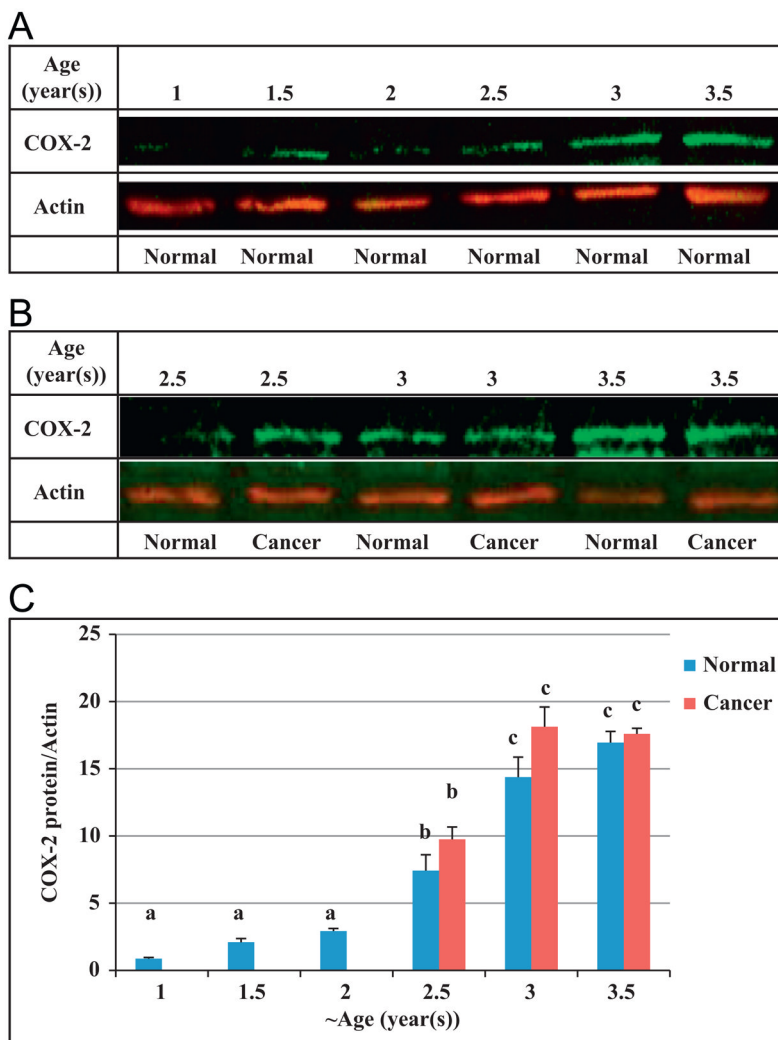 A
Age
(year(s))
1 1.5 2 2.5 3 3.5
COX-2
Actin
Normal Normal Normal Normal Normal Normal
B
Age
(year(s))
2.5 2.5 3 3 3.5 3.5
COX-2
Actin
Normal Cancer Normal Cancer Normal Cancer
C
COX-2 protein/Actin
25
20
15
10
5
0
a a a b b c c c c
1 1.5 2 2.5 3 3.5
~Age (year(s))
Normal
Cancer